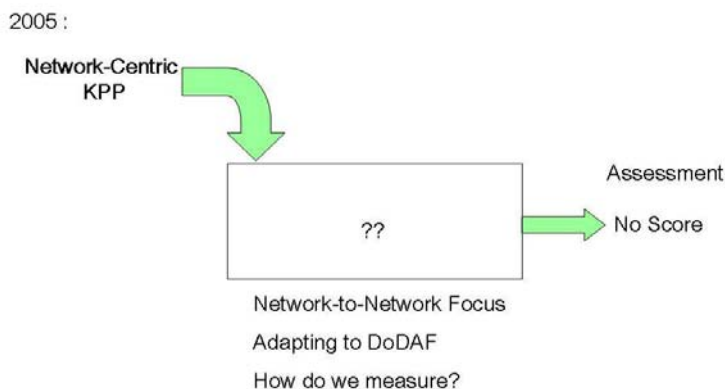 2005 :
Network-Centric
KPP
Assessment
??
No Score
Network-to-Network Focus
Adapting to DoDAF
How do we measure?